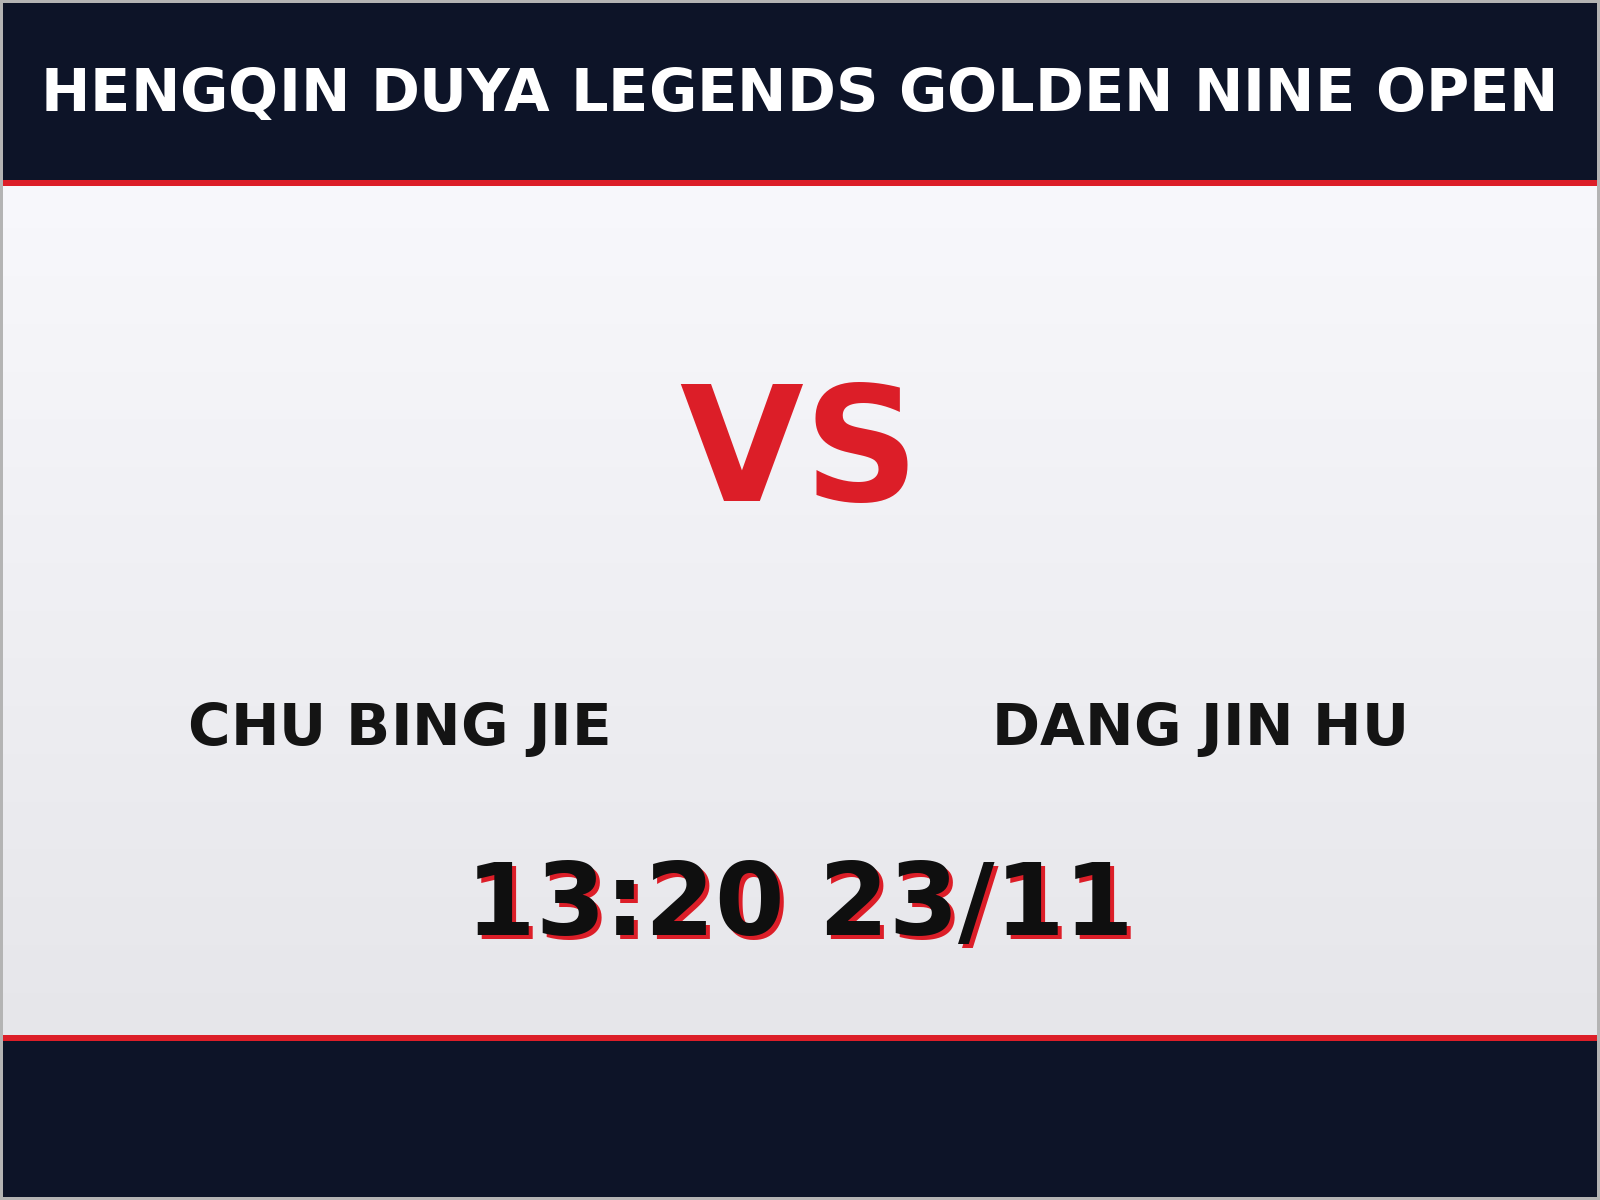 HENGQIN DUYA LEGENDS GOLDEN NINE OPEN
VS
CHU BING JIE
DANG JIN HU
13:20 23/11